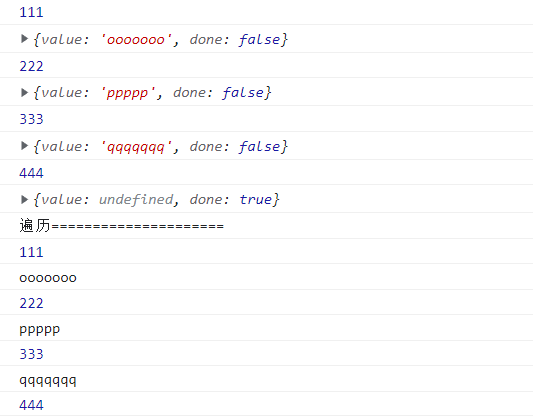 111
▶{value: 'ooooooo', done: false}
222
▶{value: 'ppppp', done: false}
333
▶{value: 'qqqqqqq', done: false}
444
▶{value: undefined, done: true}
遍历=====================
111
ooooooo
222
ppppp
333
qqqqqqq
444